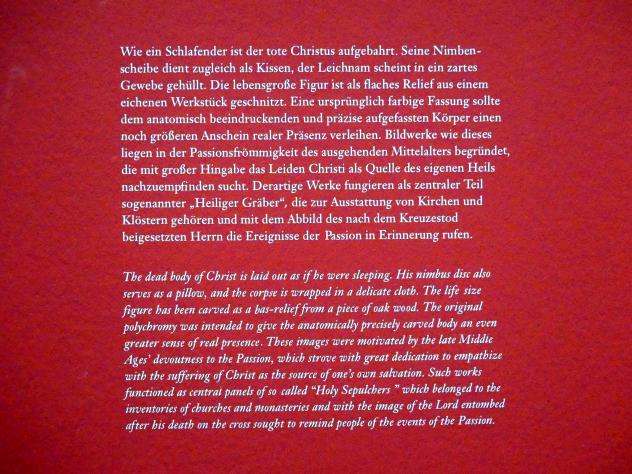 Wie ein Schlafender ist der tote Christus aufgebahrt. Seine Nimben-
scheibe dient zugleich als Kissen, der Leichnam scheint in ein zartes
Gewebe gehüllt. Die lebensgroße Figur ist als flaches Relief aus einem
eichenen Werkstück geschnitzt. Eine ursprünglich farbige Fassung sollte
dem anatomisch beeindruckenden und präzise aufgefassten Körper einen
noch größeren Anschein realer Präsenz verleihen. Bildwerke wie dieses
liegen in der Passionsfrömmigkeit des ausgehenden Mittelalters begründet,
die mit großer Hingabe das Leiden Christi als Quelle des eigenen Heils
nachzuempfinden sucht. Derartige Werke fungieren als zentraler Teil
sogenannter „Heiliger Gräber“, die zur Ausstattung von Kirchen und
Klöstern gehören und mit dem Abbild des nach dem Kreuzestod
beigesetzten Herrn die Ereignisse der Passion in Erinnerung rufen.
The dead body of Christ is laid out as if he were sleeping. His nimbus disc also
serves as a pillow, and the corpse is wrapped in a delicate cloth. The life size
figure has been carved as a bas-relief from a piece of oak wood. The original
polychromy was intended to give the anatomically precisely carved body an even
greater sense of real presence. These images were motivated by the late Middle
Ages’ devoutness to the Passion, which strove with great dedication to empathize
with the suffering of Christ as the source of one’s own salvation. Such works
functioned as central panels of so called “Holy Sepulchers ” which belonged to the
inventories of churches and monasteries and with the image of the Lord entombed
after his death on the cross sought to remind people of the events of the Passion.